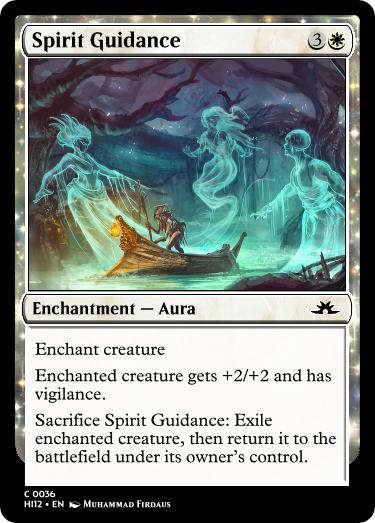 Spirit Guidance 3
Enchantment — Aura
Enchant creature
Enchanted creature gets +2/+2 and has
vigilance.
Sacrifice Spirit Guidance: Exile
enchanted creature, then return it to the
battlefield under its owner's control.
C 0036
HI12 • EN Muhammad Firdaus